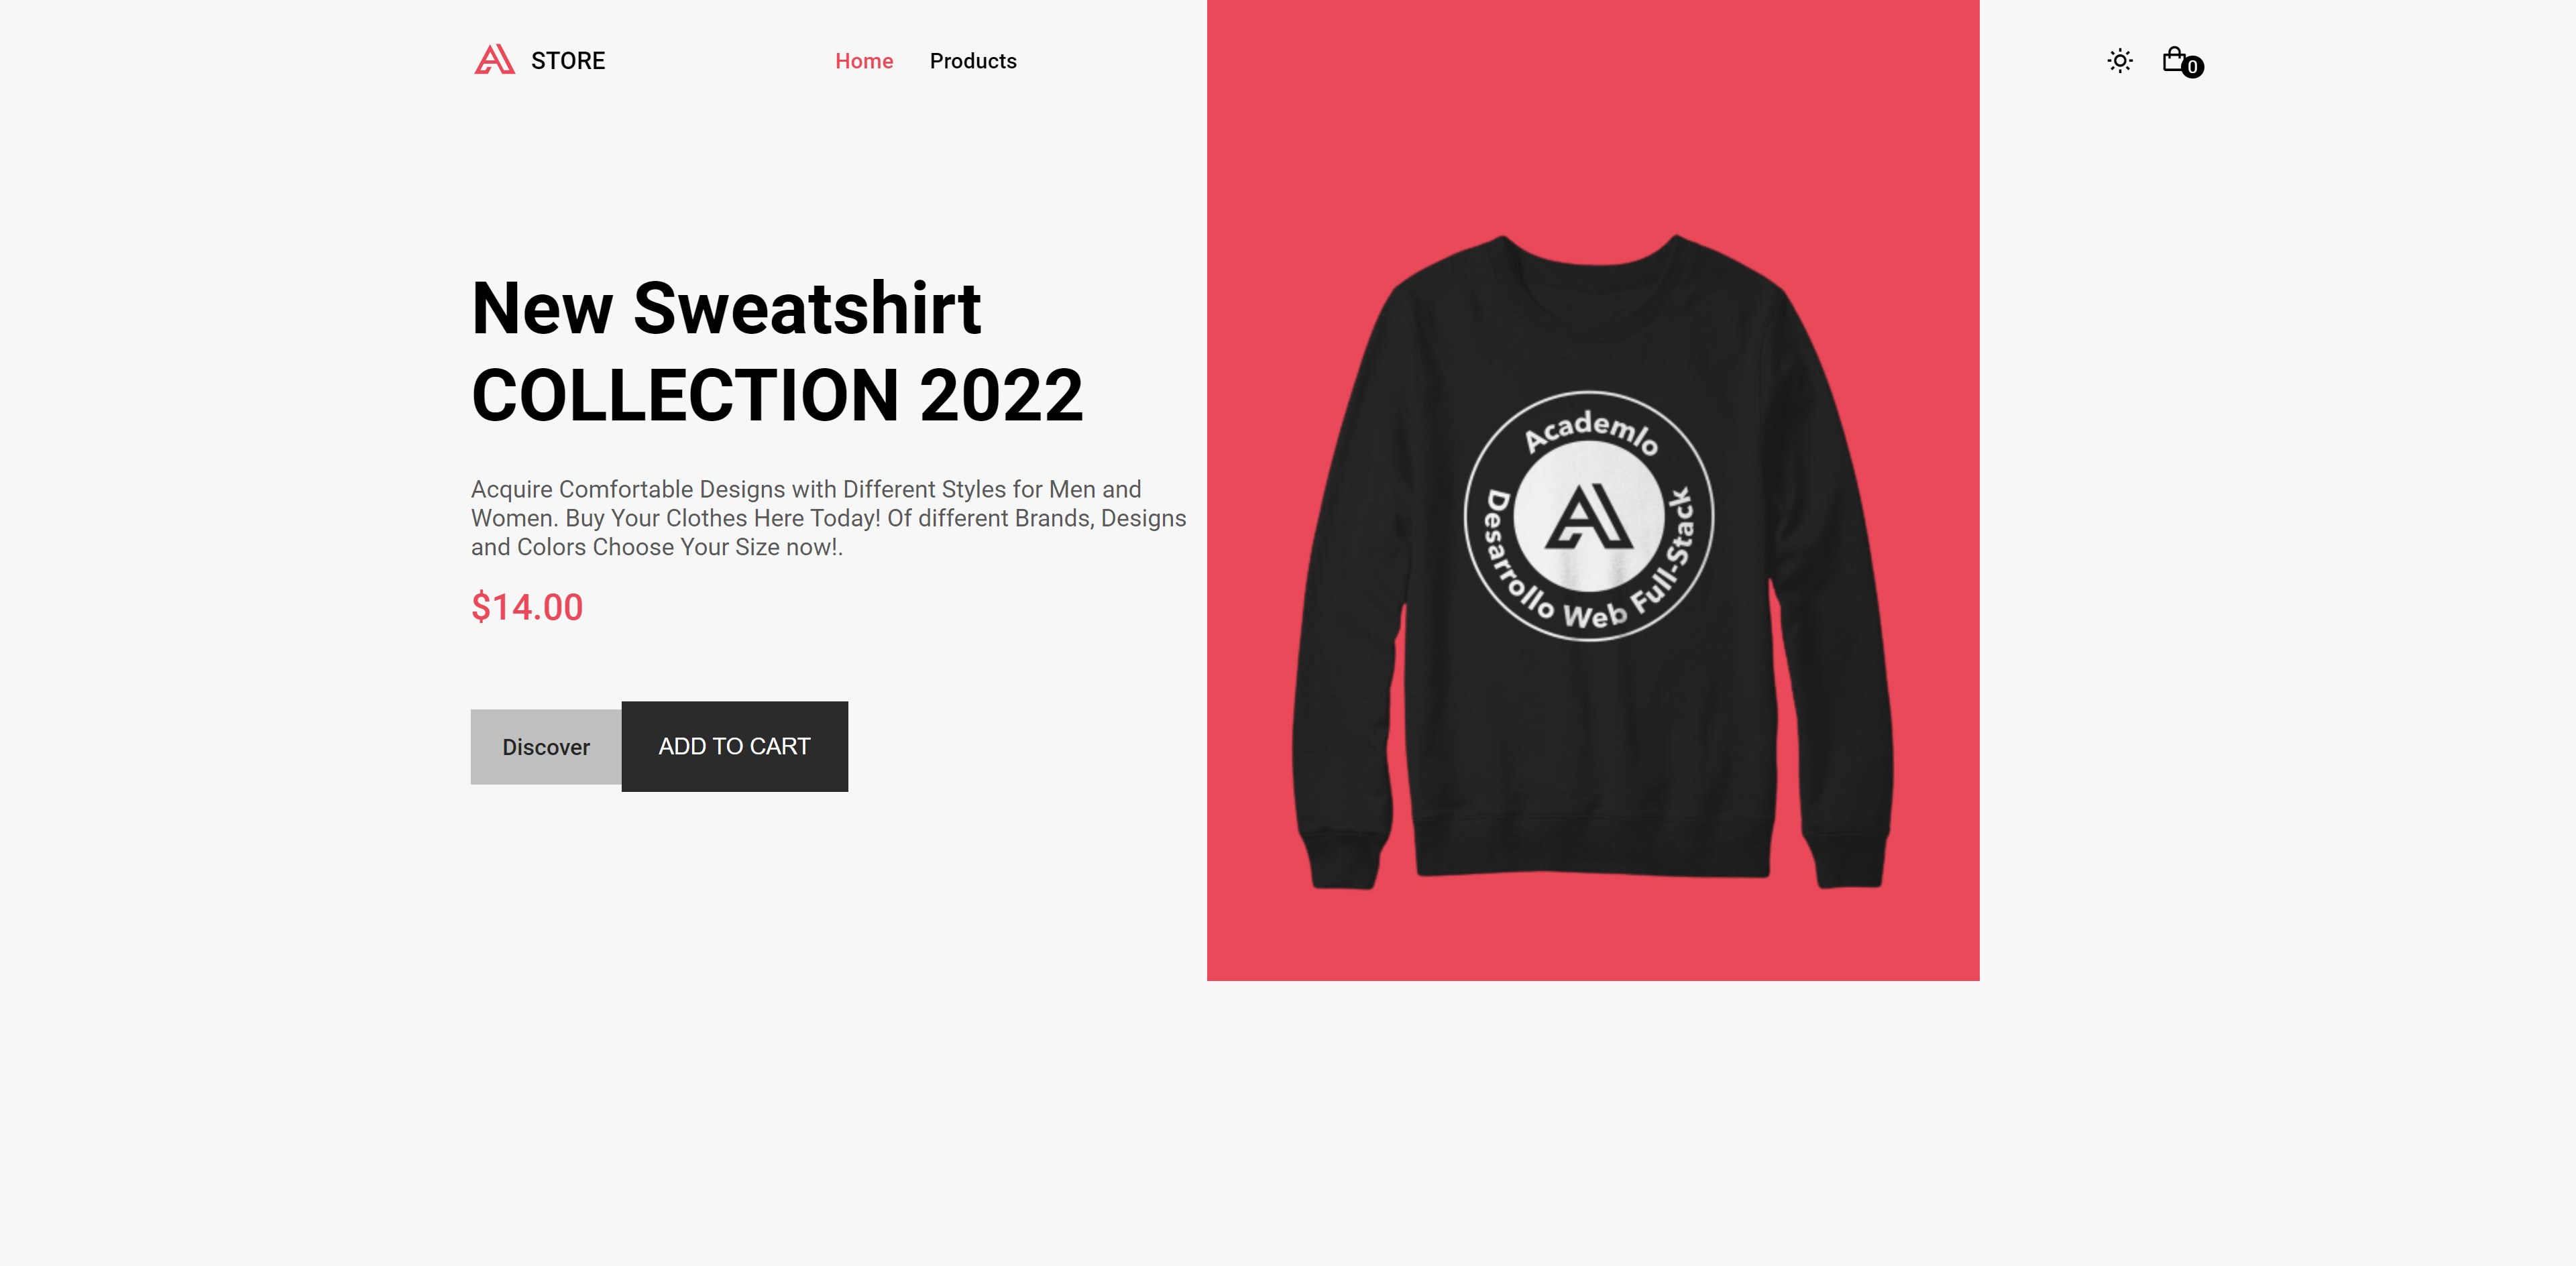 STORE
Home
Products
0
New Sweatshirt
COLLECTION 2022
Acquire Comfortable Designs with Different Styles for Men and
Women. Buy Your Clothes Here Today! Of different Brands, Designs
and Colors Choose Your Size now!.
$14.00
Discover
ADD TO CART
Academlo
Desarrollo Web Full-Stack